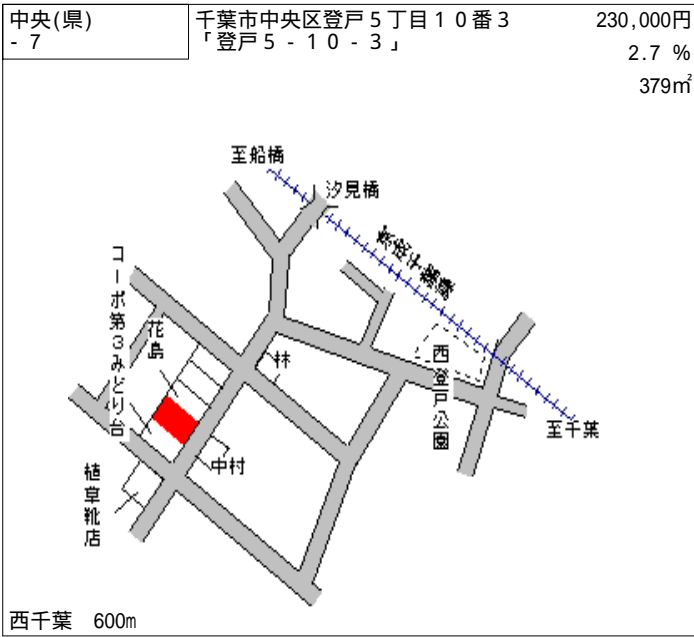 中央(県)
- 7
千葉市中央区登戸５丁目１０番３
「登戸５‐１０‐３」
230,000円
2.7 %
379㎡
至船橋
汐見橋
京成千葉線
コーポ第３みどり台
花島
林
西登戸公園
至千葉
中村
植草靴店
西千葉　600m